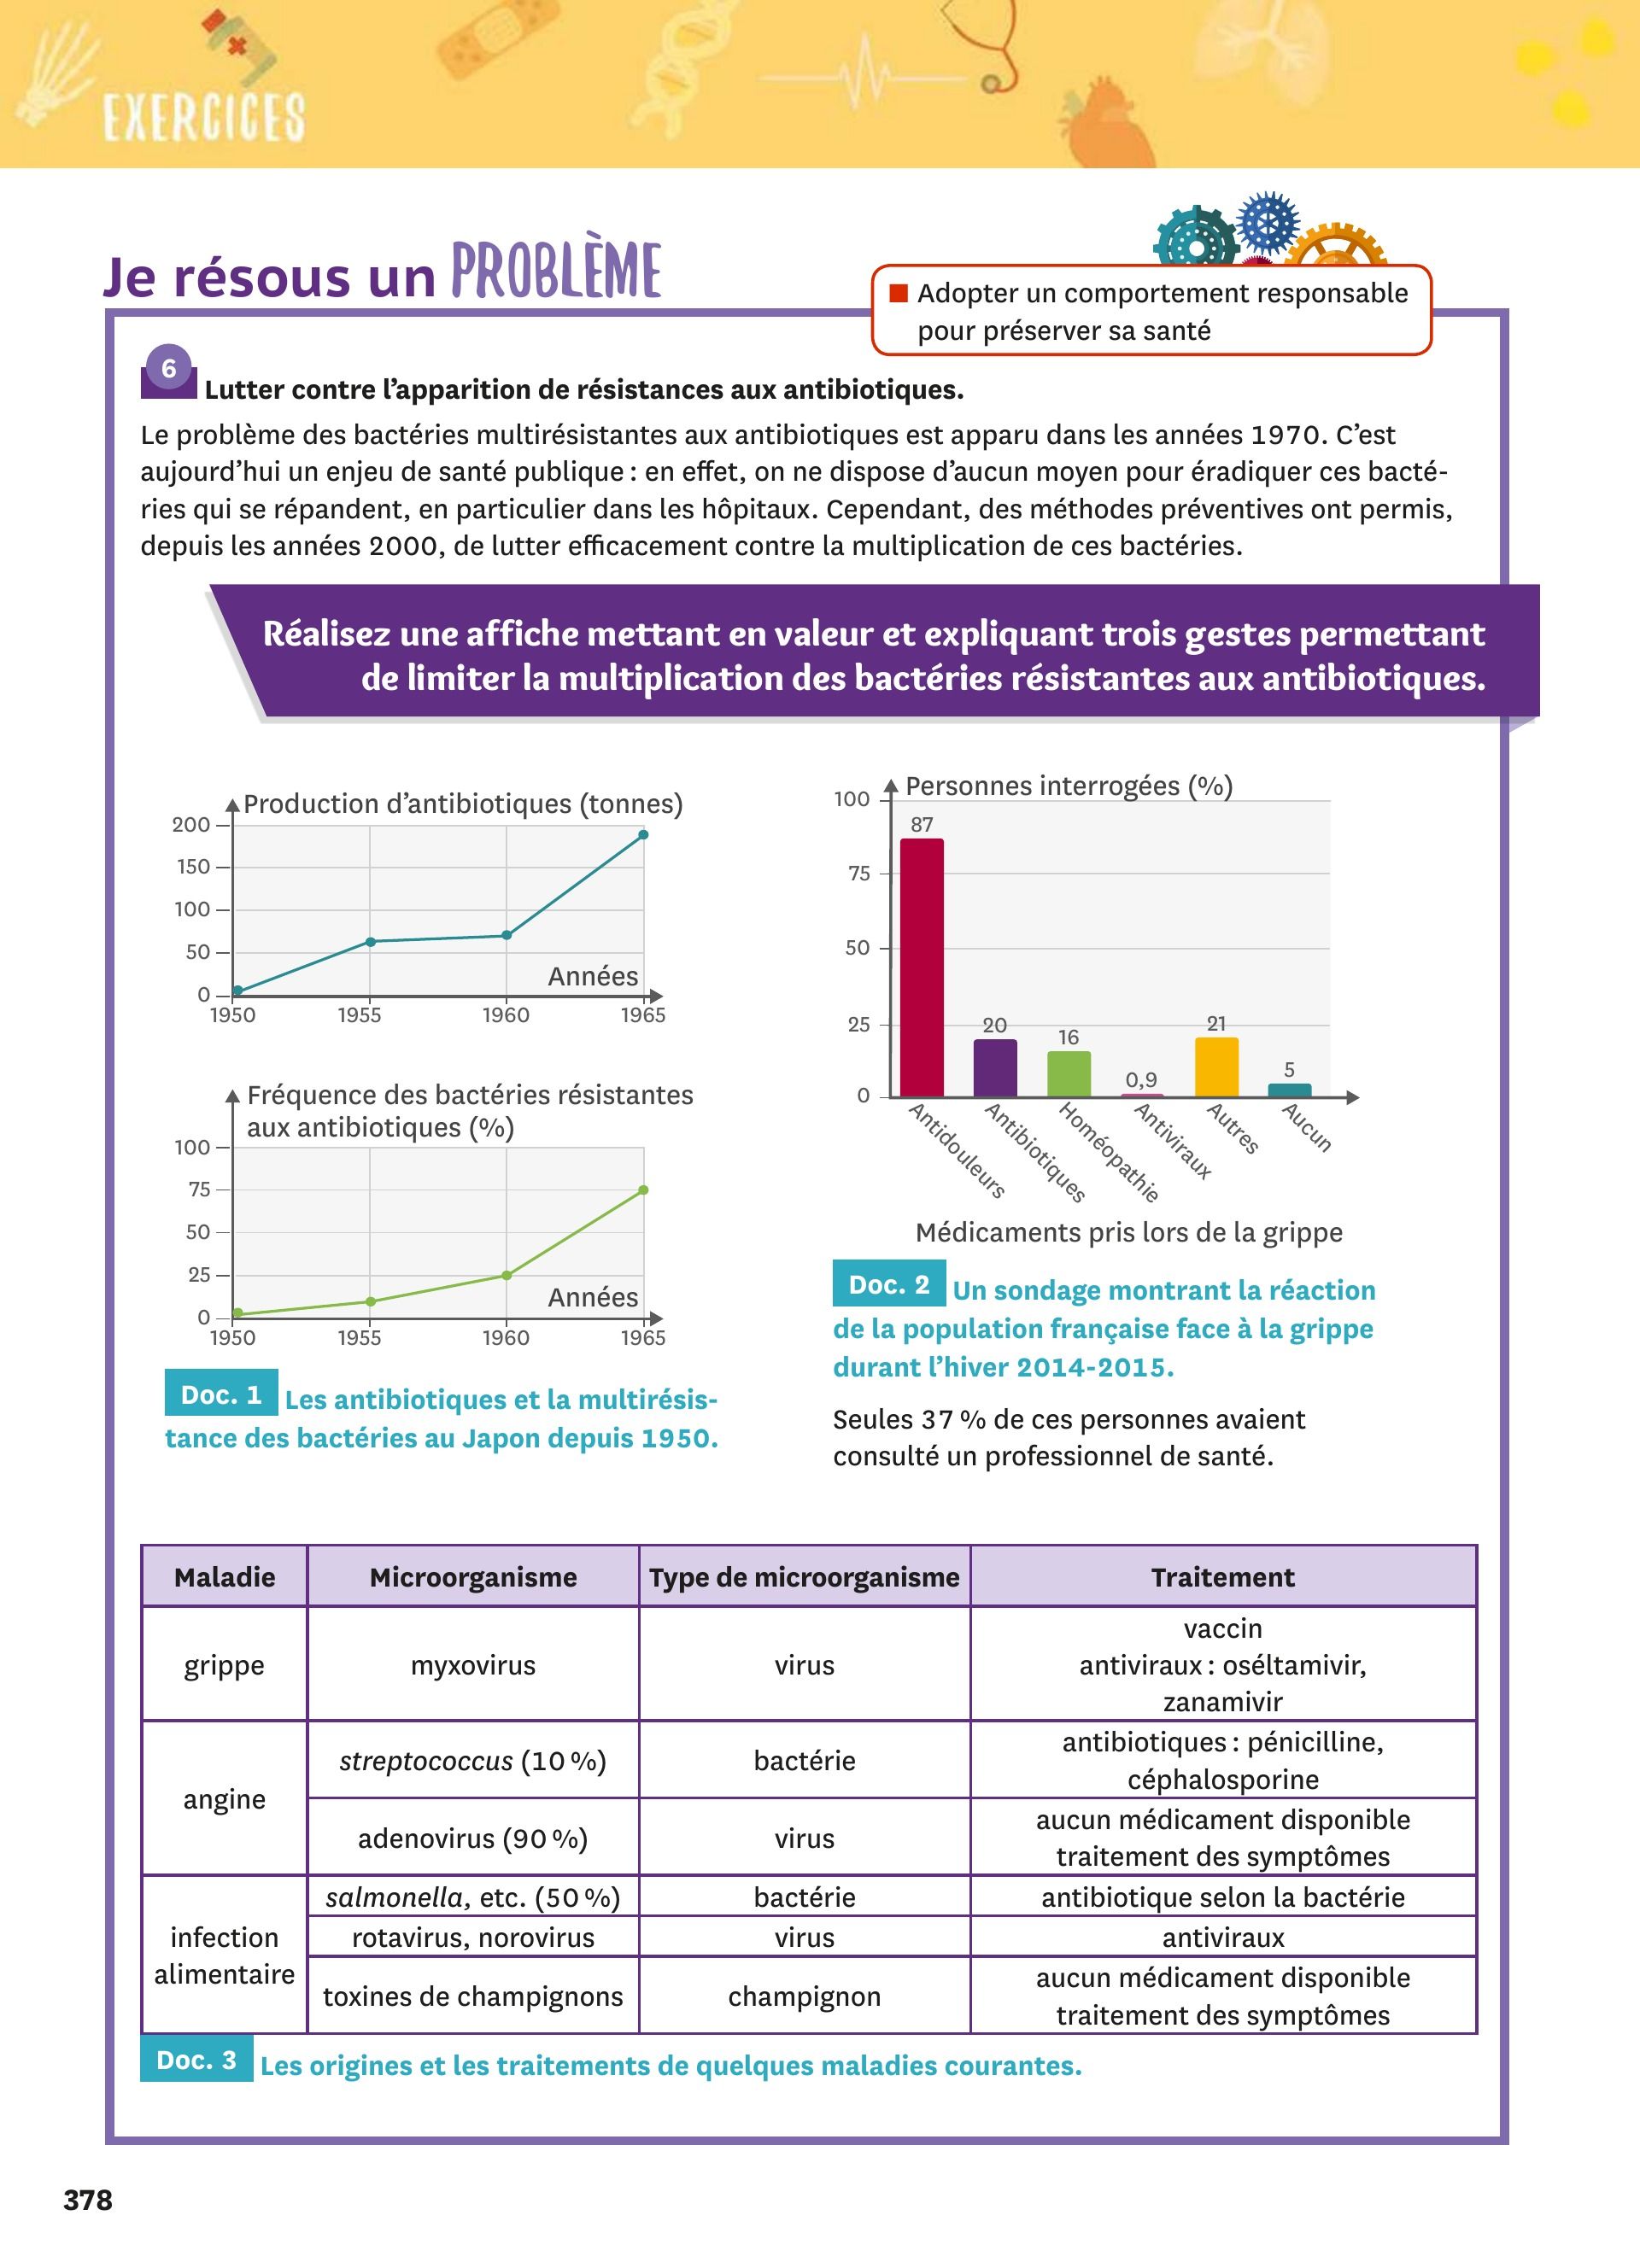 EXERCICES
Je résous un PROBLÈME
■ Adopter un comportement responsable
pour préserver sa santé
6
Lutter contre l'apparition de résistances aux antibiotiques.
Le problème des bactéries multirésistantes aux antibiotiques est apparu dans les années 1970. C'est
aujourd'hui un enjeu de santé publique : en effet, on ne dispose d'aucun moyen pour éradiquer ces bacté-
ries qui se répandent, en particulier dans les hôpitaux. Cependant, des méthodes préventives ont permis,
depuis les années 2000, de lutter efficacement contre la multiplication de ces bactéries.
Réalisez une affiche mettant en valeur et expliquant trois gestes permettant
de limiter la multiplication des bactéries résistantes aux antibiotiques.
Production d'antibiotiques (tonnes)
200
150
100
50
0
Années
1950 1955 1960 1965
Fréquence des bactéries résistantes
aux antibiotiques (%)
100
75
50
25
0
Années
1950 1955 1960 1965
Doc. 1 Les antibiotiques et la multirésis-
tance des bactéries au Japon depuis 1950.
Personnes interrogées (%)
100
75
50
25
0
87
20
16
0,9
21
5
Antidouleurs
Antibiotiques
Homéopathie
Antiviraux
Autres
Aucun
Médicaments pris lors de la grippe
Doc. 2 Un sondage montrant la réaction
de la population française face à la grippe
durant l'hiver 2014-2015.
Seules 37 % de ces personnes avaient
consulté un professionnel de santé.
Maladie Microorganisme Type de microorganisme Traitement
grippe myxovirus virus vaccin
antiviraux : oséltamivir,
zanamivir
angine
streptococcus (10 %) bactérie antibiotiques : pénicilline,
céphalosporine
adenovirus (90 %) virus aucun médicament disponible
traitement des symptômes
infection
alimentaire
salmonella, etc. (50 %) bactérie antibiotique selon la bactérie
rotavirus, norovirus virus antiviraux
toxines de champignons champignon aucun médicament disponible
traitement des symptômes
Doc. 3 Les origines et les traitements de quelques maladies courantes.
378